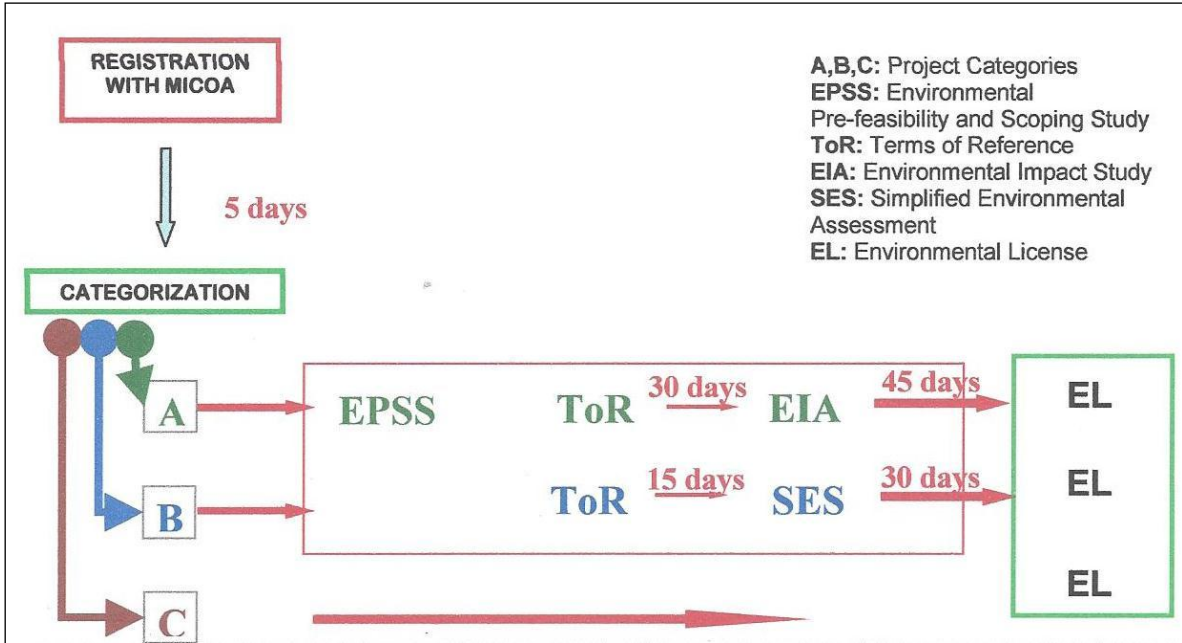 REGISTRATION
WITH MICOA
A,B,C: Project Categories
EPSS: Environmental
Pre-feasibility and Scoping Study
ToR: Terms of Reference
EIA: Environmental Impact Study
SES: Simplified Environmental
Assessment
EL: Environmental License
5 days
CATEGORIZATION
A
EPSS
ToR
30 days
EIA
45 days
EL
B
ToR
15 days
SES
30 days
EL
C
EL